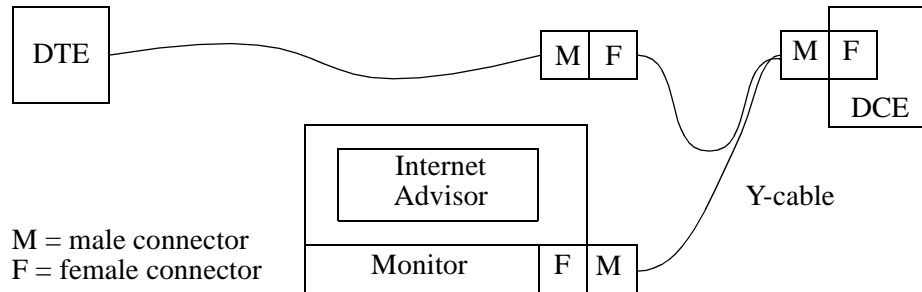 DTE
M F
M F
DCE
Internet
Advisor
Y-cable
M = male connector
F = female connector
Monitor
F M